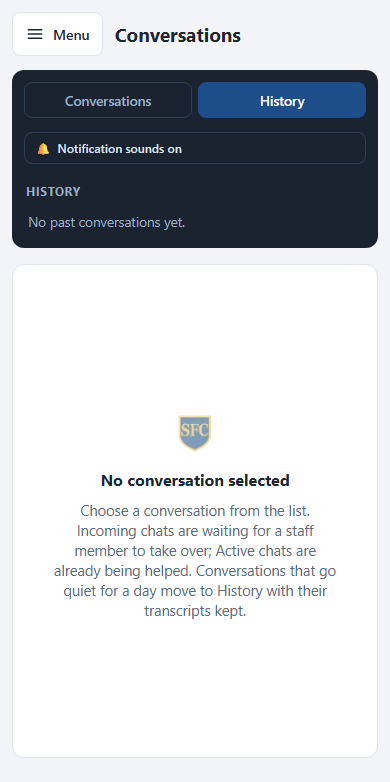 Menu
Conversations
Conversations
History
Notification sounds on
HISTORY
No past conversations yet.
SFC
No conversation selected
Choose a conversation from the list.
Incoming chats are waiting for a staff
member to take over; Active chats are
already being helped. Conversations that go
quiet for a day move to History with their
transcripts kept.